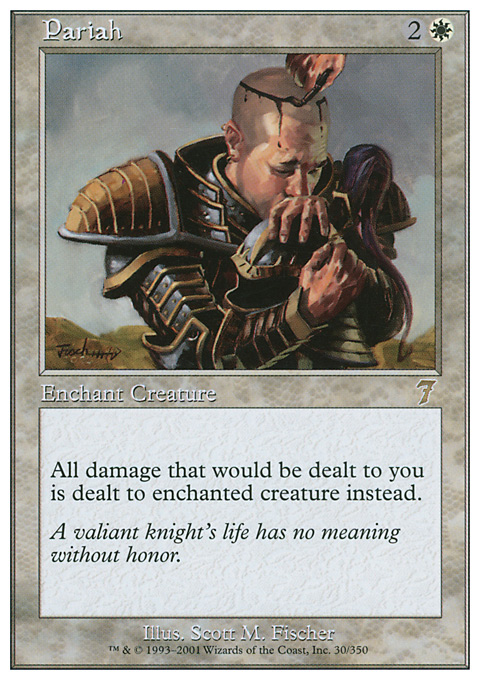 Pariah 2
Enchant Creature 7
All damage that would be dealt to you
is dealt to enchanted creature instead.
A valiant knight's life has no meaning
without honor.
Illus. Scott M. Fischer
™ & © 1993–2001 Wizards of the Coast, Inc. 30/350